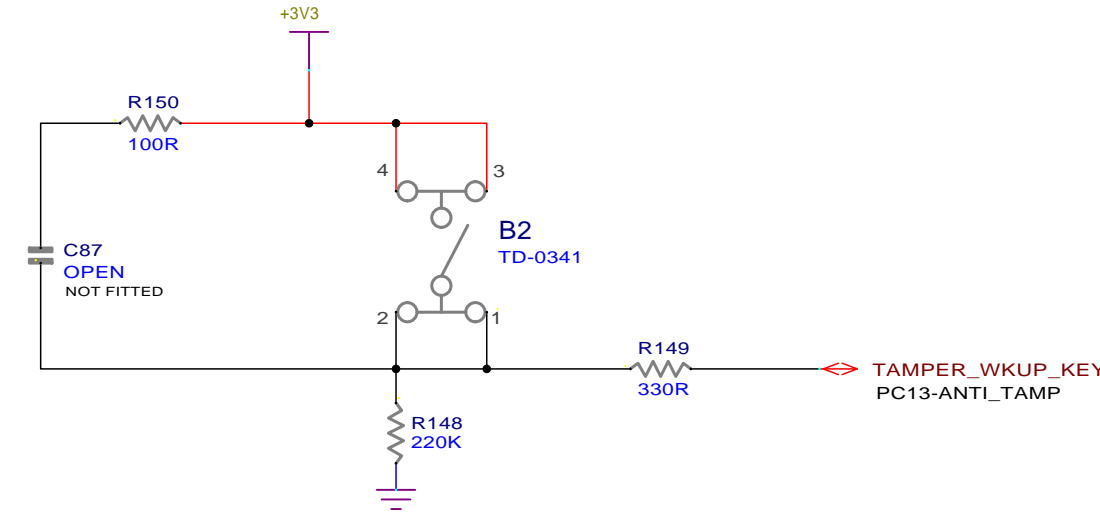 +3V3
R150
100R
4
3
B2
TD-0341
C87
OPEN
NOT FITTED
2
1
R149
330R
TAMPER_WKUP_KEY
PC13-ANTI_TAMP
R148
220K